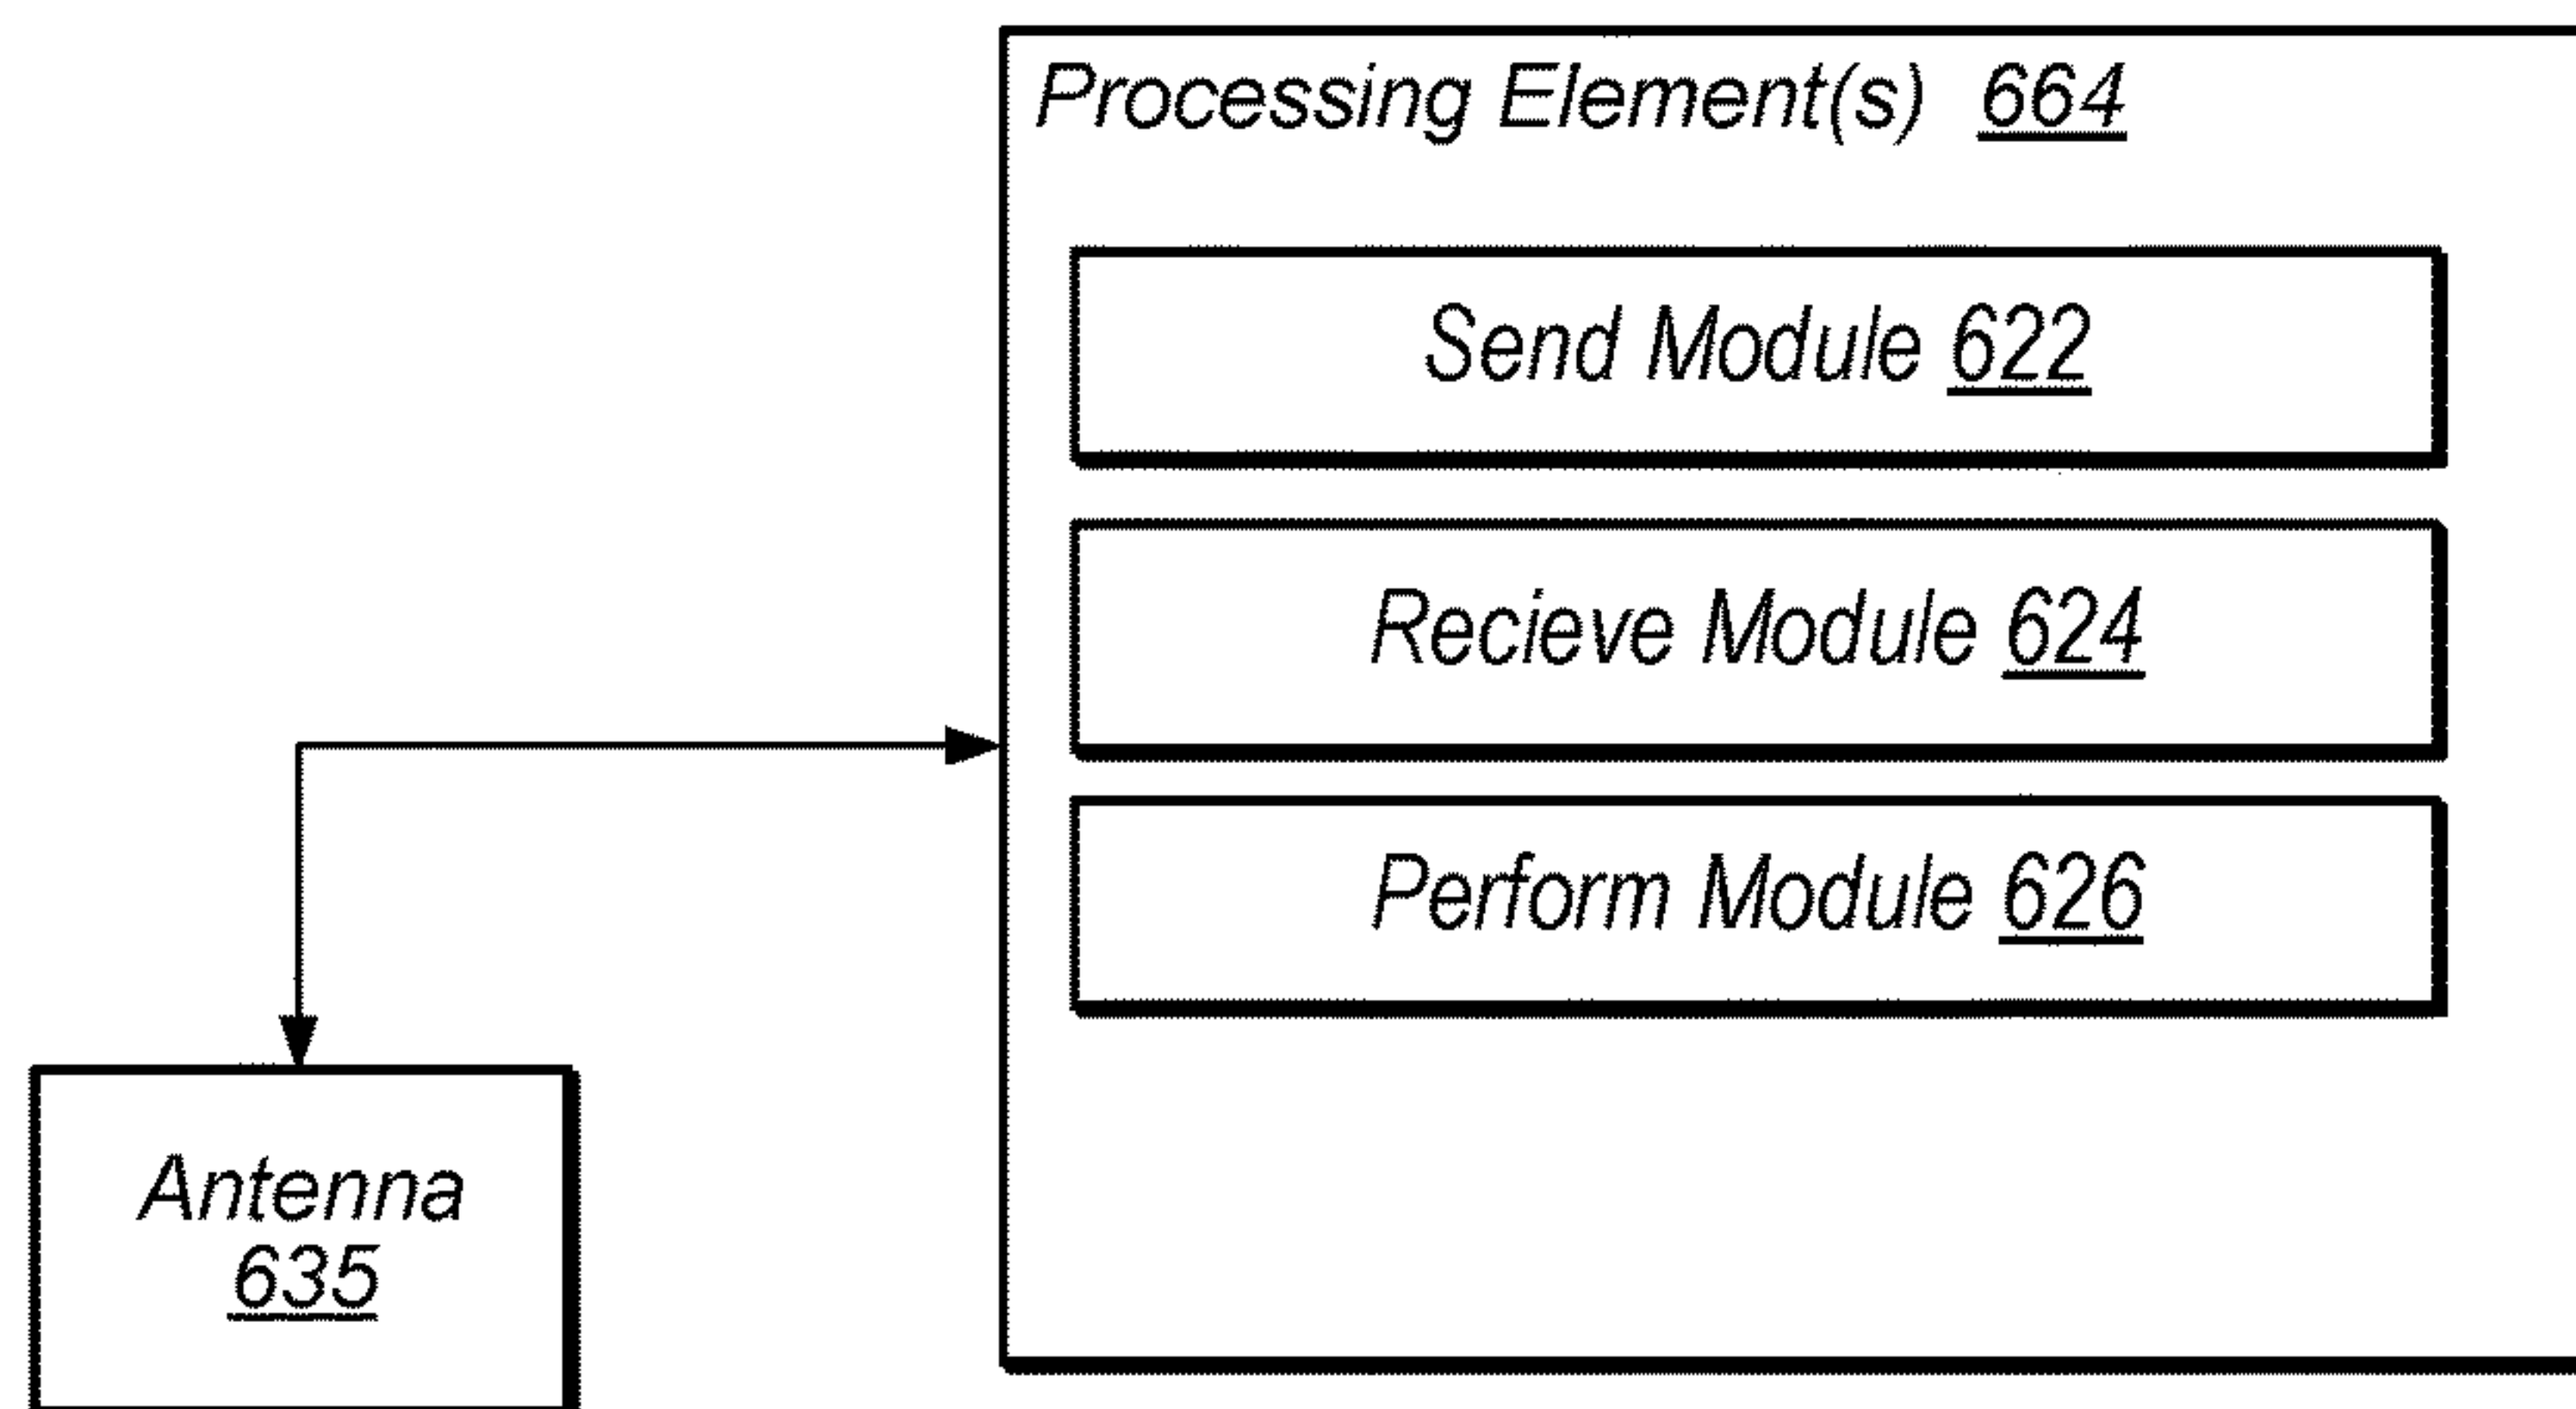 Processing Element(s) 664
Send Module 622
Recieve Module 624
Perform Module 626
Antenna
635